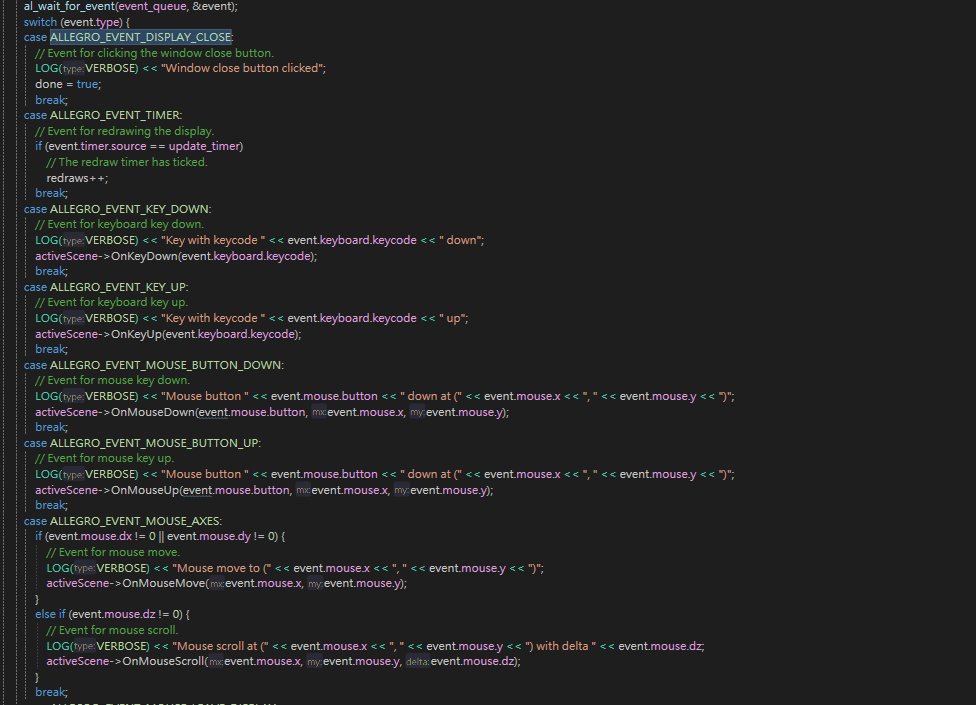 al_wait_for_event(event_queue, &event);
switch (event.type) {
case ALLEGRO_EVENT_DISPLAY_CLOSE:
// Event for clicking the window close button.
LOG(type:VERBOSE) << "Window close button clicked";
done = true;
break;
case ALLEGRO_EVENT_TIMER:
// Event for redrawing the display.
if (event.timer.source == update_timer)
// The redraw timer has ticked.
redraws++;
break;
case ALLEGRO_EVENT_KEY_DOWN:
// Event for keyboard key down.
LOG(type:VERBOSE) << "Key with keycode " << event.keyboard.keycode << " down";
activeScene->OnKeyDown(event.keyboard.keycode);
break;
case ALLEGRO_EVENT_KEY_UP:
// Event for keyboard key up.
LOG(type:VERBOSE) << "Key with keycode " << event.keyboard.keycode << " up";
activeScene->OnKeyUp(event.keyboard.keycode);
break;
case ALLEGRO_EVENT_MOUSE_BUTTON_DOWN:
// Event for mouse key down.
LOG(type:VERBOSE) << "Mouse button " << event.mouse.button << " down at (" << event.mouse.x << ", " << event.mouse.y << ")";
activeScene->OnMouseDown(event.mouse.button, mx:event.mouse.x, my:event.mouse.y);
break;
case ALLEGRO_EVENT_MOUSE_BUTTON_UP:
// Event for mouse key up.
LOG(type:VERBOSE) << "Mouse button " << event.mouse.button << " down at (" << event.mouse.x << ", " << event.mouse.y << ")";
activeScene->OnMouseUp(event.mouse.button, mx:event.mouse.x, my:event.mouse.y);
break;
case ALLEGRO_EVENT_MOUSE_AXES:
if (event.mouse.dx != 0 || event.mouse.dy != 0) {
// Event for mouse move.
LOG(type:VERBOSE) << "Mouse move to (" << event.mouse.x << ", " << event.mouse.y << ")";
activeScene->OnMouseMove(mx:event.mouse.x, my:event.mouse.y);
}
else if (event.mouse.dz != 0) {
// Event for mouse scroll.
LOG(type:VERBOSE) << "Mouse scroll at (" << event.mouse.x << ", " << event.mouse.y << ") with delta " << event.mouse.dz;
activeScene->OnMouseScroll(mx:event.mouse.x, my:event.mouse.y, delta:event.mouse.dz);
}
break;